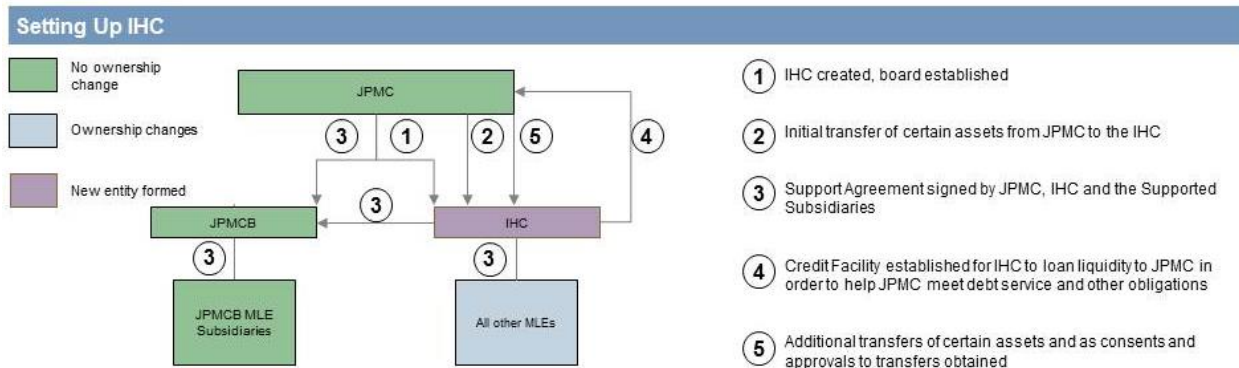 Setting Up IHC
No ownership
change
Ownership changes
New entity formed
JPMC
3
1
2
5
4
JPMCB
3
IHC
3
3
JPMCB MLE
Subsidiaries
All other MLEs
1 IHC created, board established
2 Initial transfer of certain assets from JPMC to the IHC
3 Support Agreement signed by JPMC, IHC and the Supported
Subsidiaries
4 Credit Facility established for IHC to loan liquidity to JPMC in
order to help JPMC meet debt service and other obligations
5 Additional transfers of certain assets and as consents and
approvals to transfers obtained